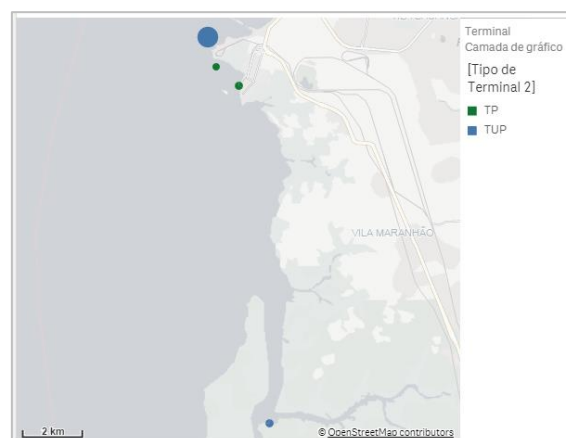 Terminal
Camada de gráfico
[Tipo de
Terminal 2]
TP
TUP
VILA MARANHÃO
2 km
© OpenStreetMap contributors